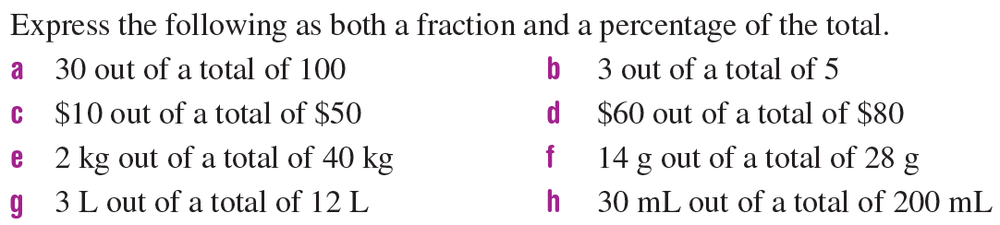 Express the following as both a fraction and a percentage of the total.
a 30 out of a total of 100 b 3 out of a total of 5
c $10 out of a total of $50 d $60 out of a total of $80
e 2 kg out of a total of 40 kg f 14 g out of a total of 28 g
g 3 L out of a total of 12 L h 30 mL out of a total of 200 mL